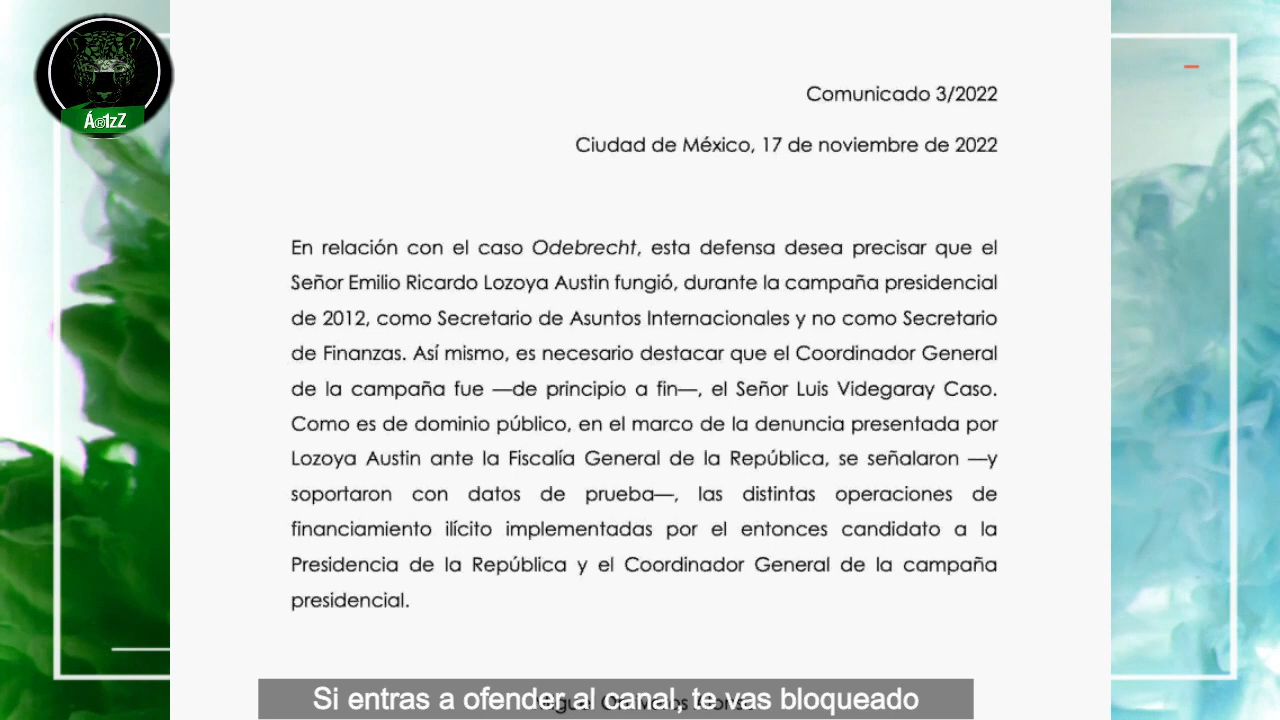 Á®1zZ
Comunicado 3/2022
Ciudad de México, 17 de noviembre de 2022
En relación con el caso Odebrecht, esta defensa desea precisar que el
Señor Emilio Ricardo Lozoya Austin fungió, durante la campaña presidencial
de 2012, como Secretario de Asuntos Internacionales y no como Secretario
de Finanzas. Así mismo, es necesario destacar que el Coordinador General
de la campaña fue —de principio a fin—, el Señor Luis Videgaray Caso.
Como es de dominio público, en el marco de la denuncia presentada por
Lozoya Austin ante la Fiscalía General de la República, se señalaron —y
soportaron con datos de prueba—, las distintas operaciones de
financiamiento ilícito implementadas por el entonces candidato a la
Presidencia de la República y el Coordinador General de la campaña
presidencial.
Si entras a ofender al canal, te vas bloqueado